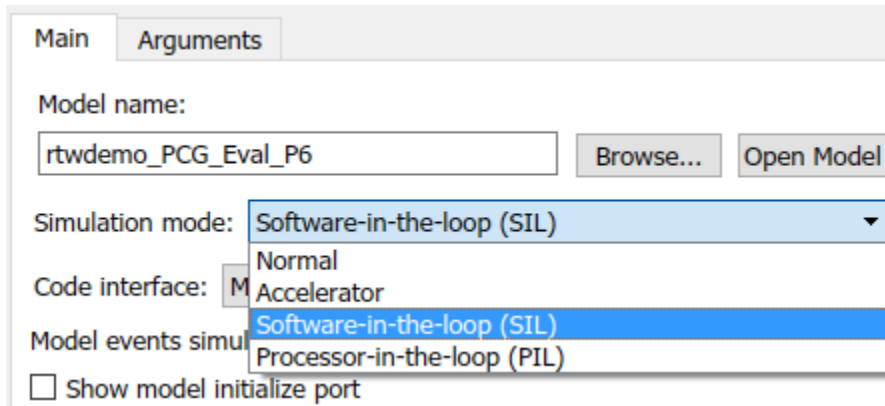 Main Arguments
Model name:
rtwdemo_PCG_Eval_P6 Browse... Open Model
Simulation mode: Software-in-the-loop (SIL)
Normal
Code interface: M
Accelerator
Software-in-the-loop (SIL)
Model events simul
Processor-in-the-loop (PIL)
Show model initialize port